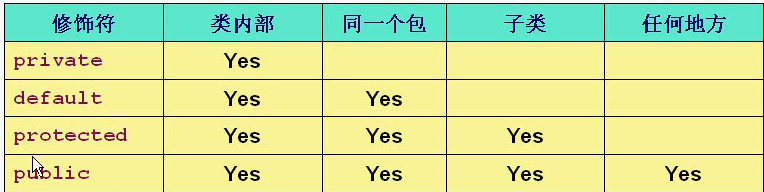 修饰符 类内部 同一个包 子类 任何地方
private Yes
default Yes Yes
protected Yes Yes Yes
public Yes Yes Yes Yes